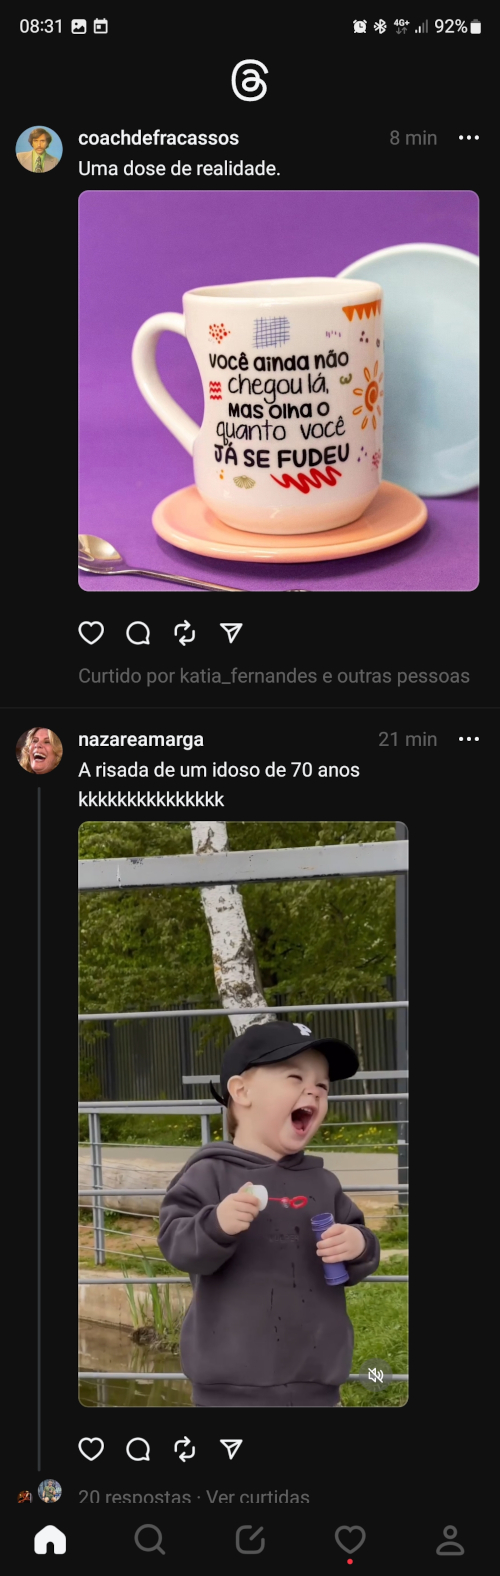 08:31
4G+
92%
coachdefracassos
8 min
Uma dose de realidade.
você ainda não
chegou lá,
mas olha o
quanto você
JÁ SE FUDEU
Curtido por katia_fernandes e outras pessoas
nazareamarga
21 min
A risada de um idoso de 70 anos
kkkkkkkkkkkkkkk
20 respostas · Ver curtidas